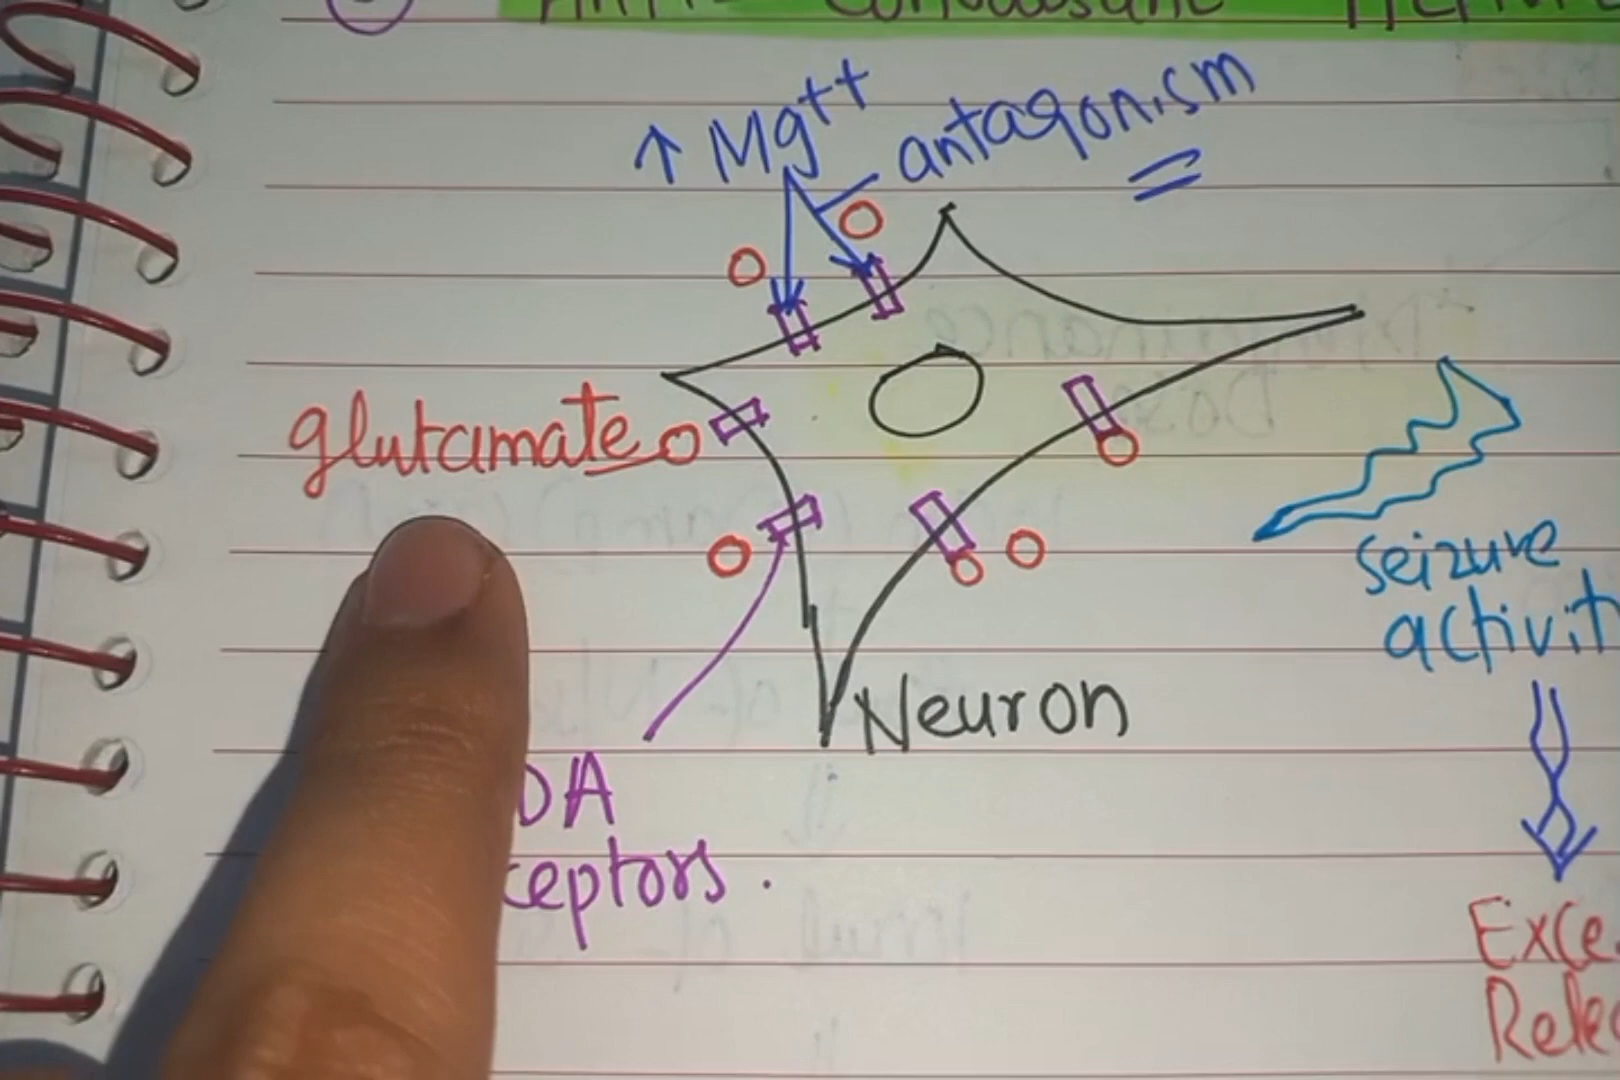 ↑ Mg++ antagonism
glutamate
seizure
activit
Neuron
DA
ceptors.
Exce
Rele